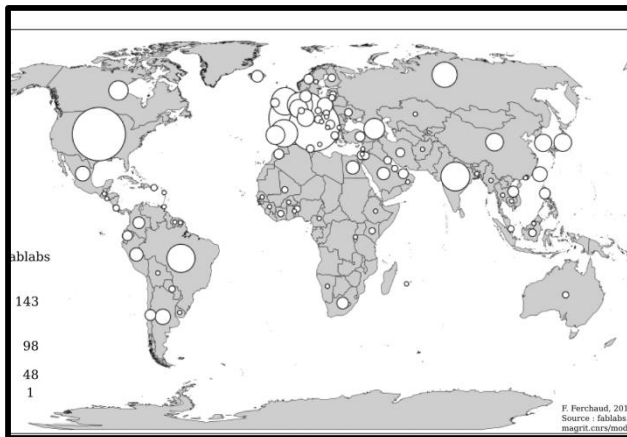 ablabs
143
98
48
1
F. Ferchaud, 201
Source : fablabs
magrit.cnrs/mod